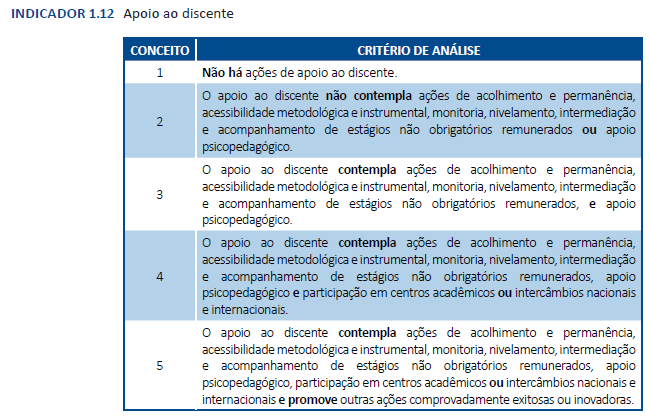 INDICADOR 1.12 Apoio ao discente
CONCEITO CRITÉRIO DE ANÁLISE
1 Não há ações de apoio ao discente.
O apoio ao discente não contempla ações de acolhimento e permanência,
acessibilidade metodológica e instrumental, monitoria, nivelamento, intermediação
2 e acompanhamento de estágios não obrigatórios remunerados ou apoio
psicopedagógico.
O apoio ao discente contempla ações de acolhimento e permanência,
acessibilidade metodológica e instrumental, monitoria, nivelamento, intermediação
3 e acompanhamento de estágios não obrigatórios remunerados, e apoio
psicopedagógico.
O apoio ao discente contempla ações de acolhimento e permanência,
acessibilidade metodológica e instrumental, monitoria, nivelamento, intermediação
4 e acompanhamento de estágios não obrigatórios remunerados, apoio
psicopedagógico e participação em centros acadêmicos ou intercâmbios nacionais
e internacionais.
O apoio ao discente contempla ações de acolhimento e permanência,
acessibilidade metodológica e instrumental, monitoria, nivelamento, intermediação
5 e acompanhamento de estágios não obrigatórios remunerados, apoio
psicopedagógico, participação em centros acadêmicos ou intercâmbios nacionais e
internacionais e promove outras ações comprovadamente exitosas ou inovadoras.